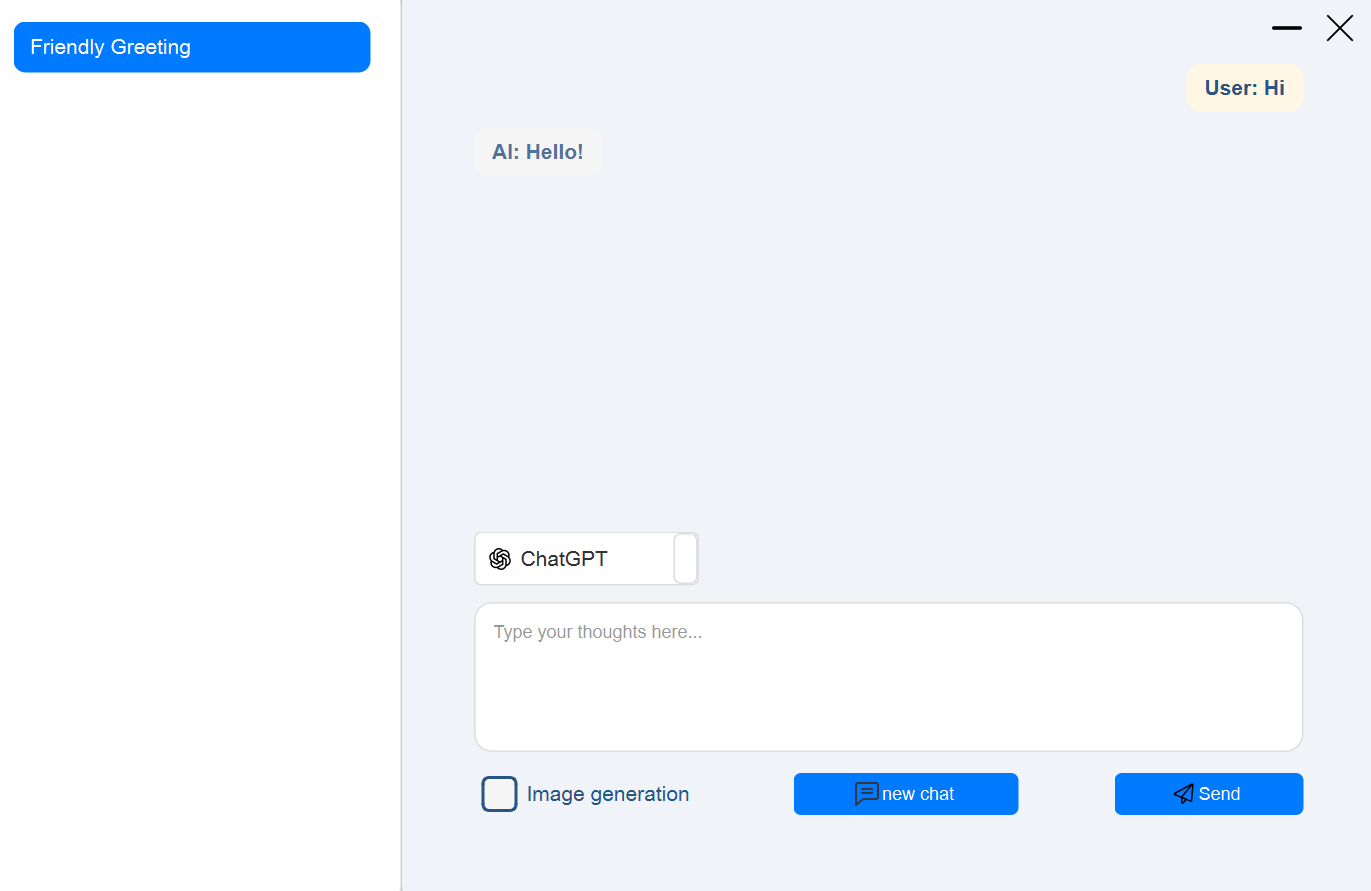 Friendly Greeting
User: Hi
AI: Hello!
ChatGPT
Type your thoughts here...
Image generation
new chat
Send